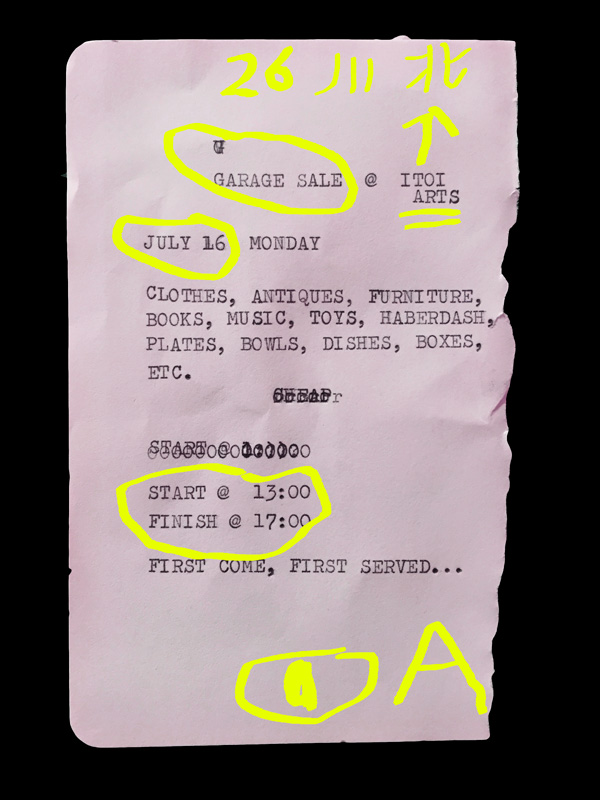 26 川 北
GARAGE SALE @ ITOI
ARTS
JULY 16 MONDAY
CLOTHES, ANTIQUES, FURNITURE,
BOOKS, MUSIC, TOYS, HABERDASH,
PLATES, BOWLS, DISHES, BOXES,
ETC.
START @ 13:00
FINISH @ 17:00
FIRST COME, FIRST SERVED...
A